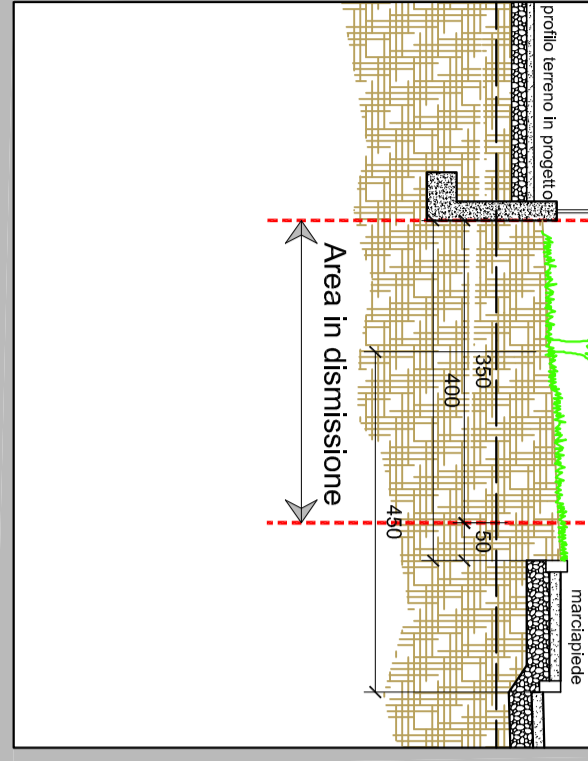 profilo terreno in progetto
marciapiede
350
50
400
450
Area in dismissione